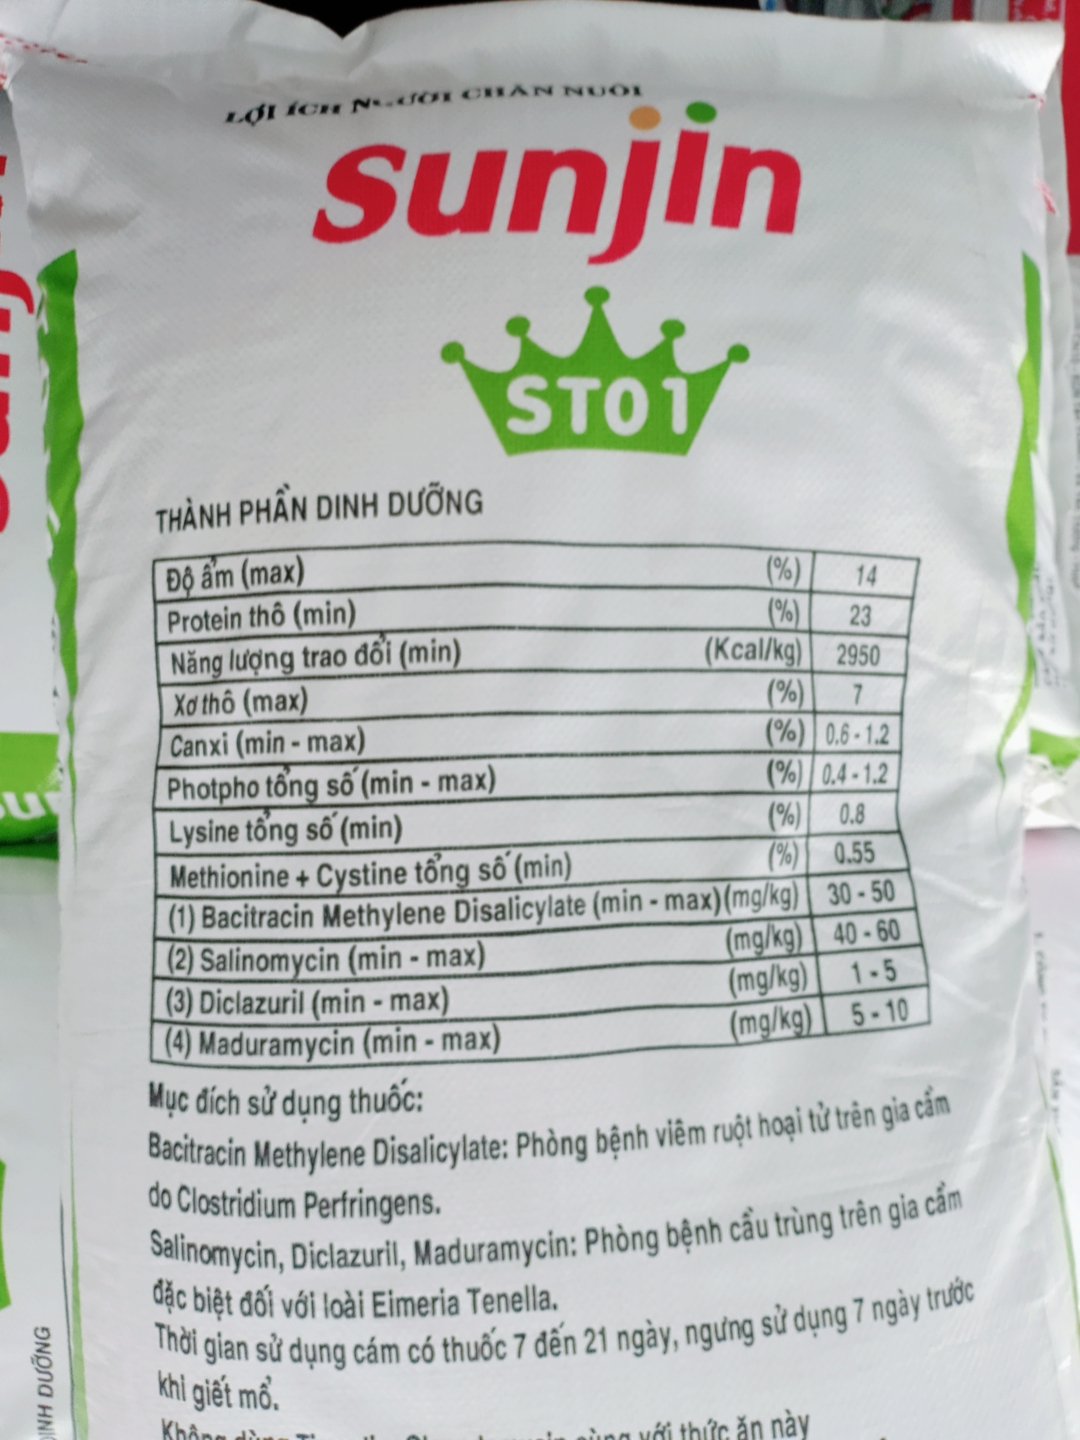 LỢI ÍCH NGƯỜI CHĂN NUÔI
sunjin
ST01
THÀNH PHẦN DINH DƯỠNG
Độ ẩm (max) (%) 14
Protein thô (min) (%) 23
Năng lượng trao đổi (min) (Kcal/kg) 2950
Xơ thô (max) (%) 7
Canxi (min - max) (%) 0.6 - 1.2
Photpho tổng số (min - max) (%) 0.4 - 1.2
Lysine tổng số (min) (%) 0.8
Methionine + Cystine tổng số (min) (%) 0.55
(1) Bacitracin Methylene Disalicylate (min - max) (mg/kg) 30 - 50
(2) Salinomycin (min - max) (mg/kg) 40 - 60
(3) Diclazuril (min - max) (mg/kg) 1 - 5
(4) Maduramycin (min - max) (mg/kg) 5 - 10
Mục đích sử dụng thuốc:
Bacitracin Methylene Disalicylate: Phòng bệnh viêm ruột hoại tử trên gia cầm
do Clostridium Perfringens.
Salinomycin, Diclazuril, Maduramycin: Phòng bệnh cầu trùng trên gia cầm
đặc biệt đối với loài Eimeria Tenella.
Thời gian sử dụng cám có thuốc 7 đến 21 ngày, ngưng sử dụng 7 ngày trước
khi giết mổ.
Không dùng cùng với thức ăn này
DINH DƯỠNG